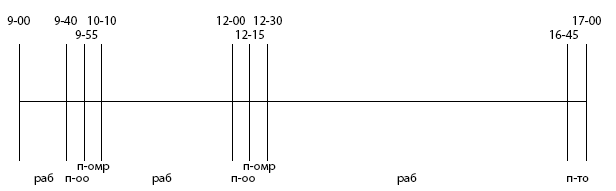 9-00 9-40 10-10 12-00 12-30 17-00
9-55 12-15 16-45
п-омр п-омр
раб п-оо раб п-оо раб п-то